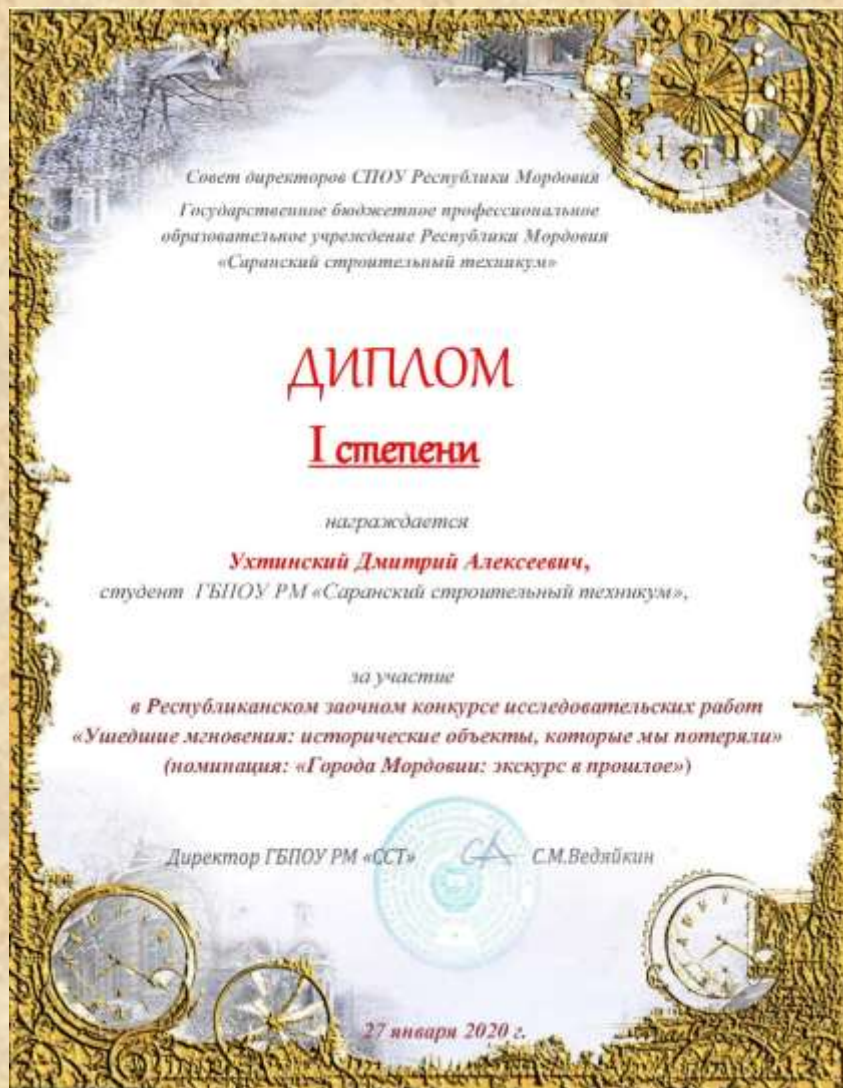 Совет директоров СПОУ Республики Мордовия
Государственное бюджетное профессиональное
образовательное учреждение Республики Мордовия
«Саранский строительный техникум»
ДИПЛОМ
I степени
награждается
Ухтинский Дмитрий Алексеевич,
студент ГБПОУ РМ «Саранский строительный техникум»,
за участие
в Республиканском заочном конкурсе исследовательских работ
«Ушедшие мгновения: исторические объекты, которые мы потеряли»
(номинация: «Города Мордовии: экскурс в прошлое»)
Директор ГБПОУ РМ «ССТ» С.М.Ведяйкин
27 января 2020 г.